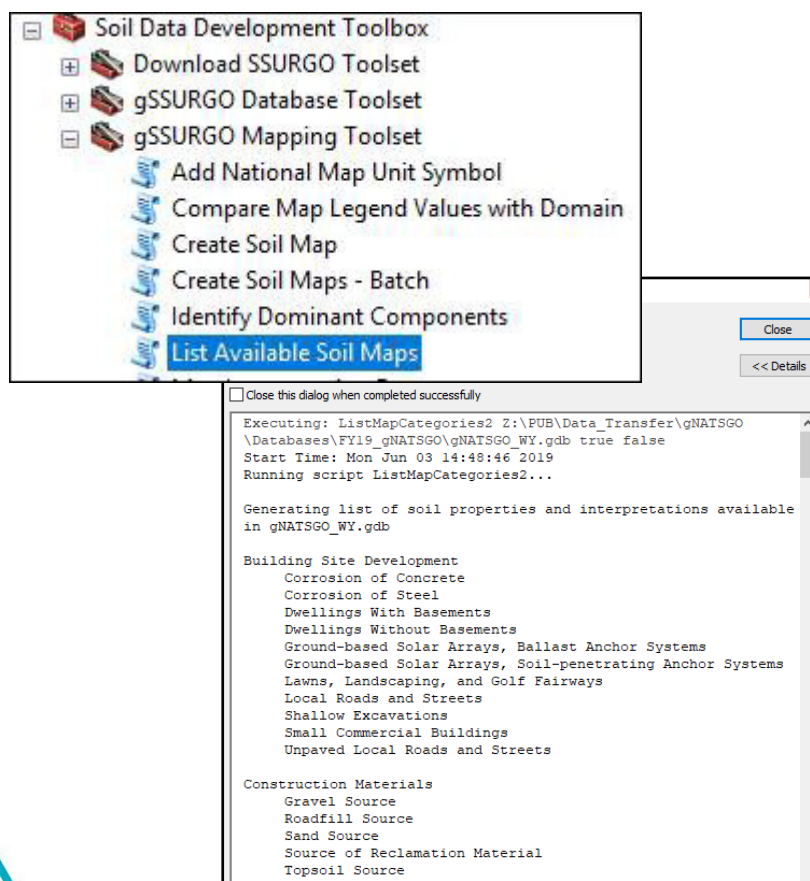 Soil Data Development Toolbox
Download SSURGO Toolset
gSSURGO Database Toolset
gSSURGO Mapping Toolset
Add National Map Unit Symbol
Compare Map Legend Values with Domain
Create Soil Map
Create Soil Maps - Batch
Identify Dominant Components
List Available Soil Maps
Close
<< Details
Close this dialog when completed successfully
Executing: ListMapCategories2 Z:\PUB\Data_Transfer\gNATSGO
\Databases\FY19_gNATSGO\gNATSGO_WY.gdb true false
Start Time: Mon Jun 03 14:48:46 2019
Running script ListMapCategories2...
Generating list of soil properties and interpretations available
in gNATSGO_WY.gdb
Building Site Development
Corrosion of Concrete
Corrosion of Steel
Dwellings With Basements
Dwellings Without Basements
Ground-based Solar Arrays, Ballast Anchor Systems
Ground-based Solar Arrays, Soil-penetrating Anchor Systems
Lawns, Landscaping, and Golf Fairways
Local Roads and Streets
Shallow Excavations
Small Commercial Buildings
Unpaved Local Roads and Streets
Construction Materials
Gravel Source
Roadfill Source
Sand Source
Source of Reclamation Material
Topsoil Source